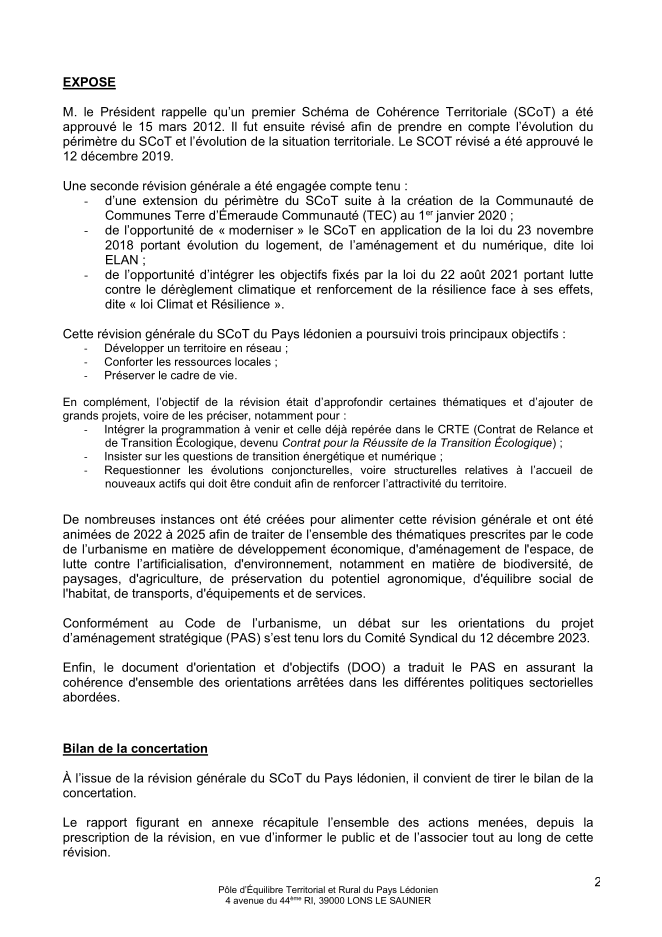 EXPOSE
M. le Président rappelle qu’un premier Schéma de Cohérence Territoriale (SCoT) a été
approuvé le 15 mars 2012. Il fut ensuite révisé afin de prendre en compte l’évolution du
périmètre du SCoT et l’évolution de la situation territoriale. Le SCOT révisé a été approuvé le
12 décembre 2019.
Une seconde révision générale a été engagée compte tenu :
- d’une extension du périmètre du SCoT suite à la création de la Communauté de
Communes Terre d’Émeraude Communauté (TEC) au 1er janvier 2020 ;
- de l’opportunité de « moderniser » le SCoT en application de la loi du 23 novembre
2018 portant évolution du logement, de l’aménagement et du numérique, dite loi
ELAN ;
- de l’opportunité d’intégrer les objectifs fixés par la loi du 22 août 2021 portant lutte
contre le dérèglement climatique et renforcement de la résilience face à ses effets,
dite « loi Climat et Résilience ».
Cette révision générale du SCoT du Pays lédonien a poursuivi trois principaux objectifs :
- Développer un territoire en réseau ;
- Conforter les ressources locales ;
- Préserver le cadre de vie.
En complément, l’objectif de la révision était d’approfondir certaines thématiques et d’ajouter de
grands projets, voire de les préciser, notamment pour :
- Intégrer la programmation à venir et celle déjà repérée dans le CRTE (Contrat de Relance et
de Transition Écologique, devenu Contrat pour la Réussite de la Transition Écologique) ;
- Insister sur les questions de transition énergétique et numérique ;
- Requestionner les évolutions conjoncturelles, voire structurelles relatives à l’accueil de
nouveaux actifs qui doit être conduit afin de renforcer l’attractivité du territoire.
De nombreuses instances ont été créées pour alimenter cette révision générale et ont été
animées de 2022 à 2025 afin de traiter de l’ensemble des thématiques prescrites par le code
de l’urbanisme en matière de développement économique, d'aménagement de l'espace, de
lutte contre l’artificialisation, d'environnement, notamment en matière de biodiversité, de
paysages, d'agriculture, de préservation du potentiel agronomique, d'équilibre social de
l'habitat, de transports, d'équipements et de services.
Conformément au Code de l’urbanisme, un débat sur les orientations du projet
d’aménagement stratégique (PAS) s’est tenu lors du Comité Syndical du 12 décembre 2023.
Enfin, le document d'orientation et d'objectifs (DOO) a traduit le PAS en assurant la
cohérence d'ensemble des orientations arrêtées dans les différentes politiques sectorielles
abordées.
Bilan de la concertation
À l’issue de la révision générale du SCoT du Pays lédonien, il convient de tirer le bilan de la
concertation.
Le rapport figurant en annexe récapitule l’ensemble des actions menées, depuis la
prescription de la révision, en vue d’informer le public et de l’associer tout au long de cette
révision.
2
Pôle d’Équilibre Territorial et Rural du Pays Lédonien
4 avenue du 44ème RI, 39000 LONS LE SAUNIER